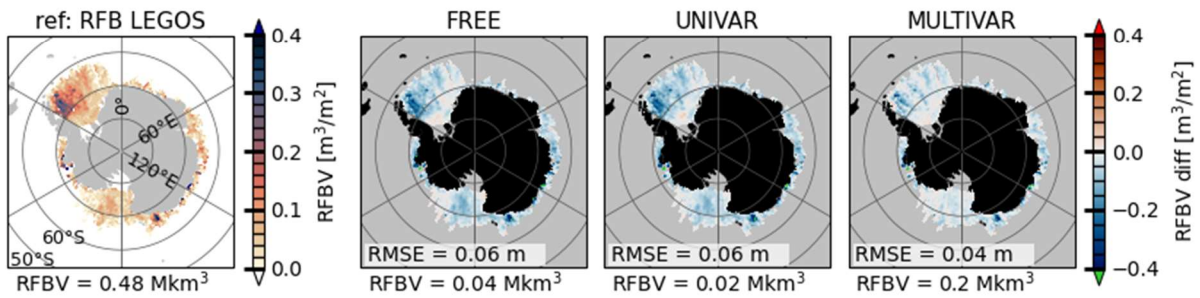 ref: RFB LEGOS
FREE
UNIVAR
MULTIVAR
0.4
0.3
0.2
0.1
0.0
RFBV [m³/m²]
0°
60°E
120°E
60°S
50°S
RMSE = 0.06 m
RMSE = 0.06 m
RMSE = 0.04 m
0.4
0.2
0.0
−0.2
−0.4
RFBV diff [m³/m²]
RFBV = 0.48 Mkm³
RFBV = 0.04 Mkm³
RFBV = 0.02 Mkm³
RFBV = 0.2 Mkm³